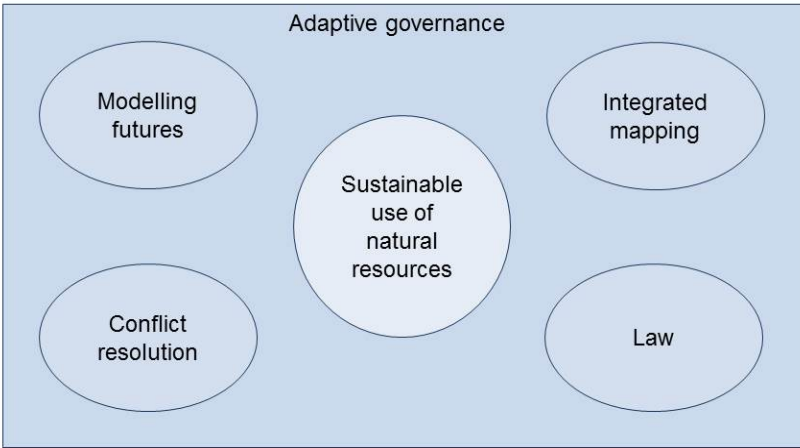 Adaptive governance
Modelling
futures
Integrated
mapping
Sustainable
use of
natural
resources
Conflict
resolution
Law